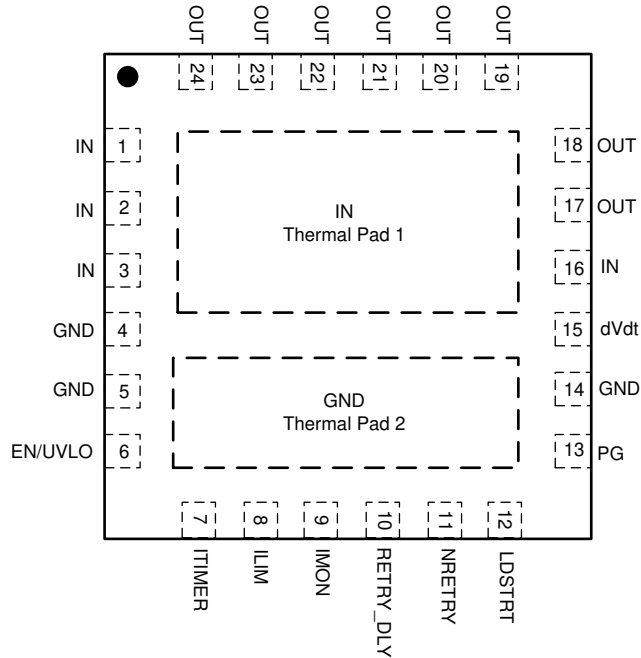 OUT
OUT
OUT
OUT
OUT
OUT
24
23
22
21
20
19
IN 1
IN 2
IN 3
GND 4
GND 5
EN/UVLO 6
IN
Thermal Pad 1
GND
Thermal Pad 2
18 OUT
17 OUT
16 IN
15 dVdt
14 GND
13 PG
7
8
9
10
11
12
ITIMER
ILIM
IMON
RETRY_DLY
NRETRY
LDSTRT